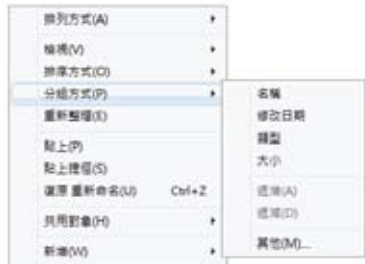 排列方式(A)
檢視(V)
排序方式(O)
分組方式(P)
重新整理(E)
貼上(P)
貼上捷徑(S)
復原 重新命名(U) Ctrl+Z
共用對象(H)
新增(W)
名稱
修改日期
類型
大小
遞增(A)
遞減(D)
其他(M)...